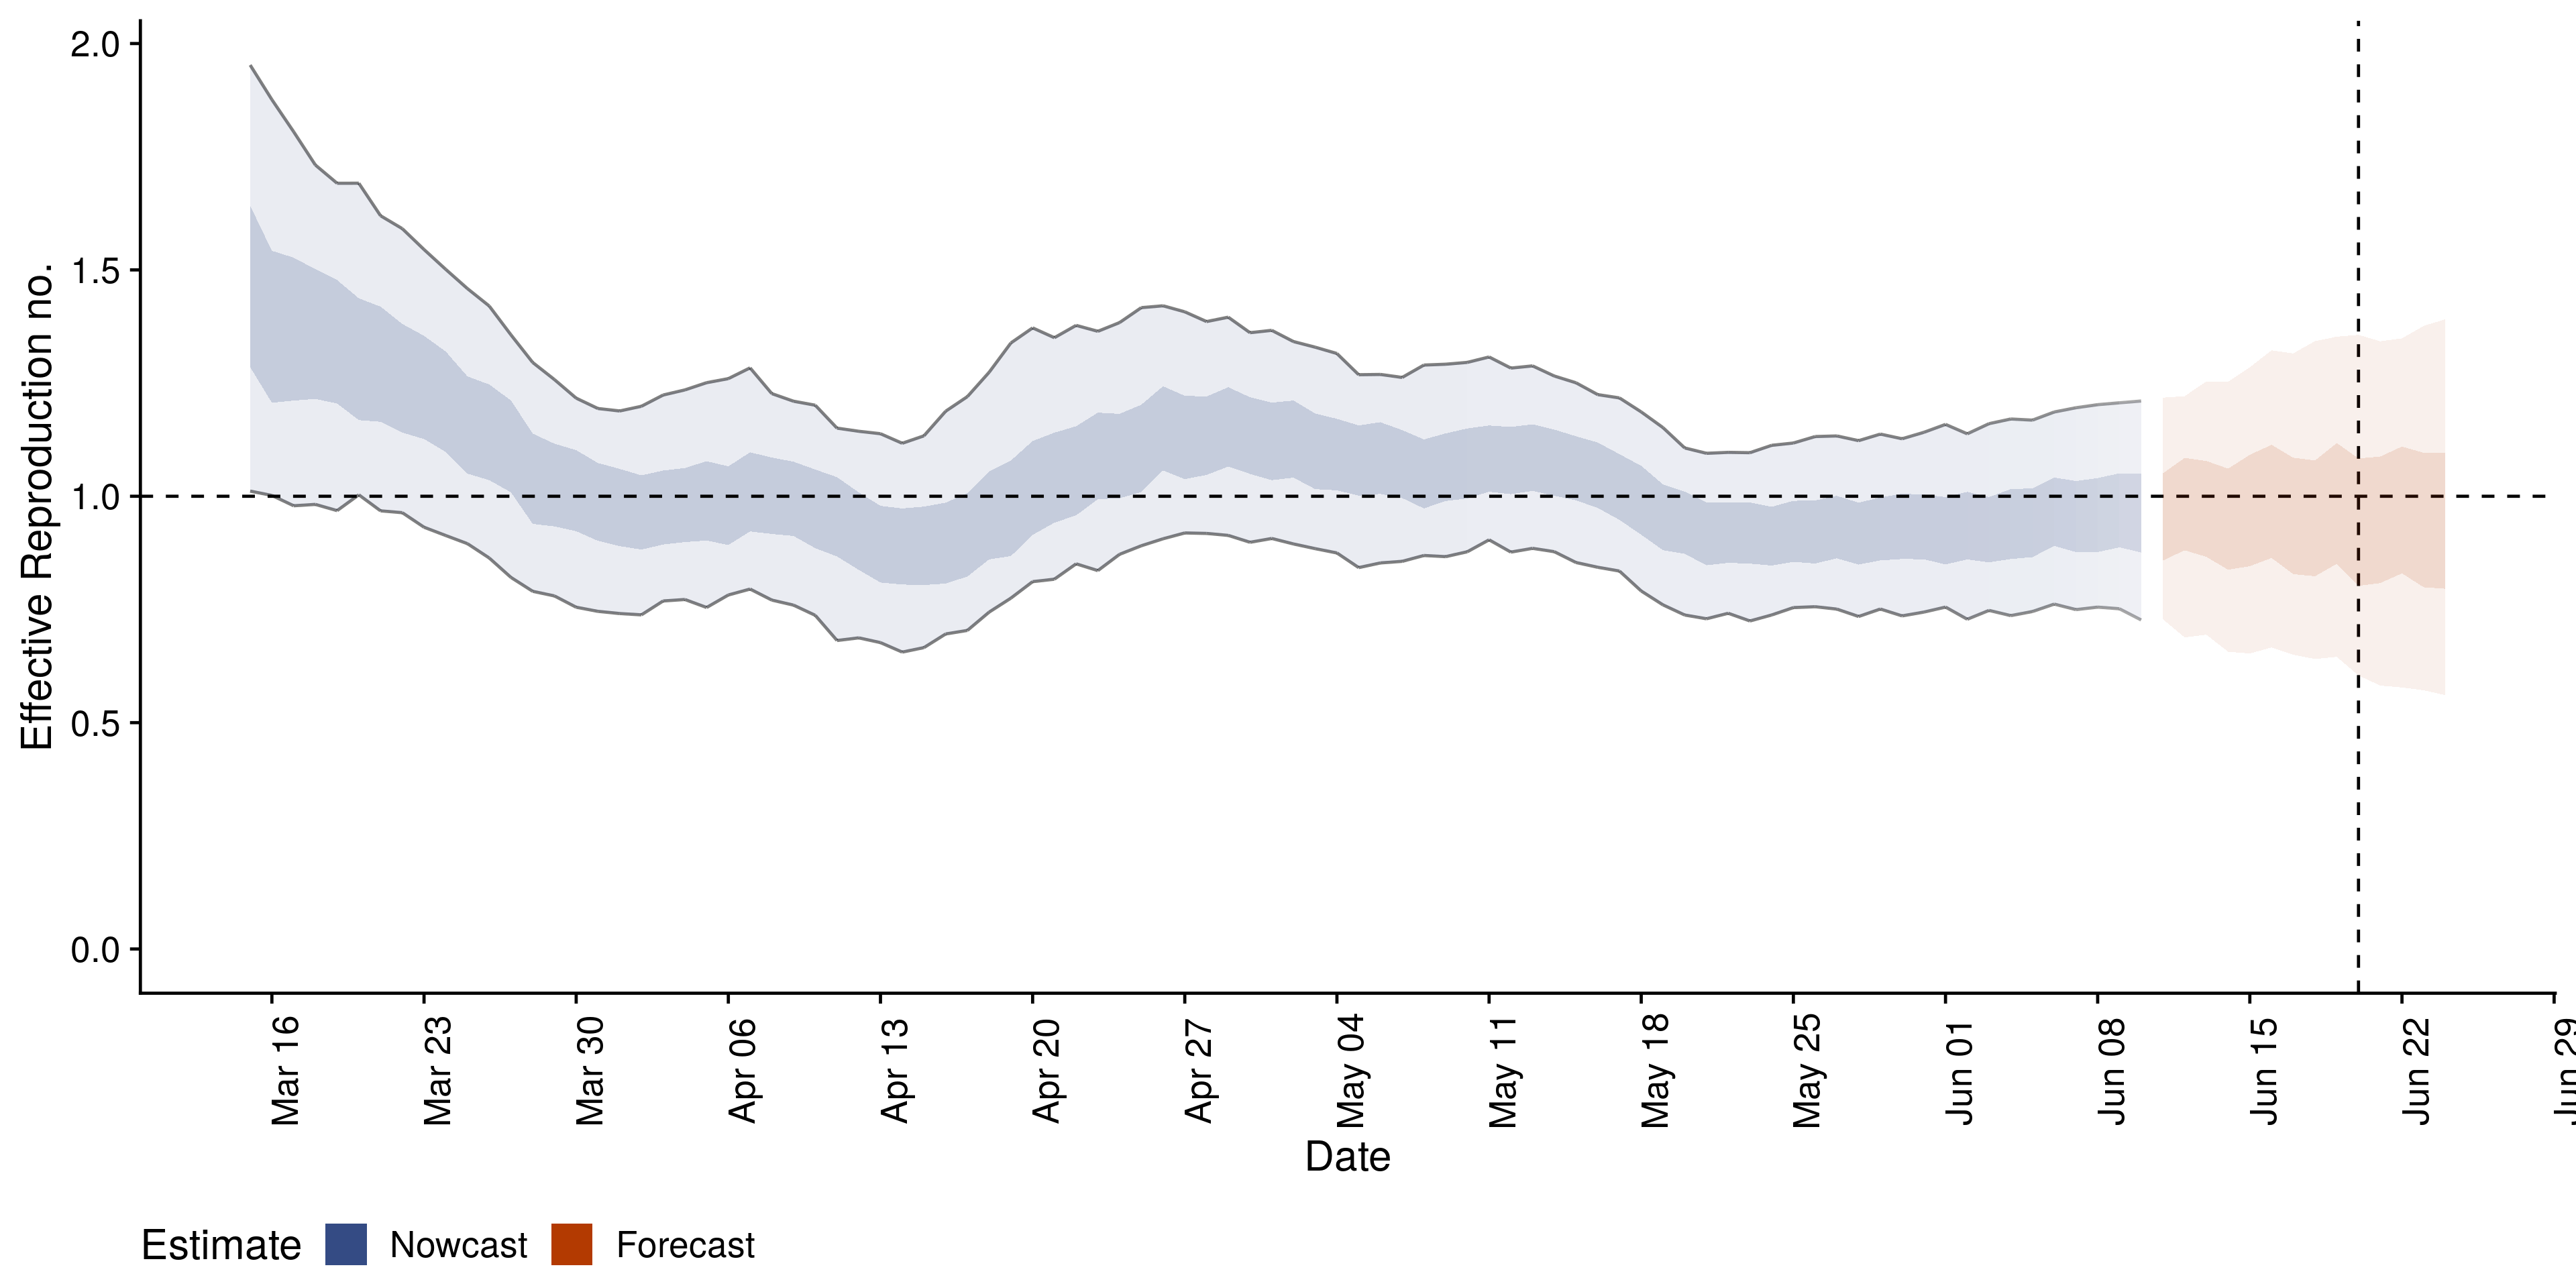 Effective Reproduction no.
2.0
1.5
1.0
0.5
0.0
Mar 16
Mar 23
Mar 30
Apr 06
Apr 13
Apr 20
Apr 27
May 04
May 11
May 18
May 25
Jun 01
Jun 08
Jun 15
Jun 22
Jun 29
Date
Estimate Nowcast Forecast